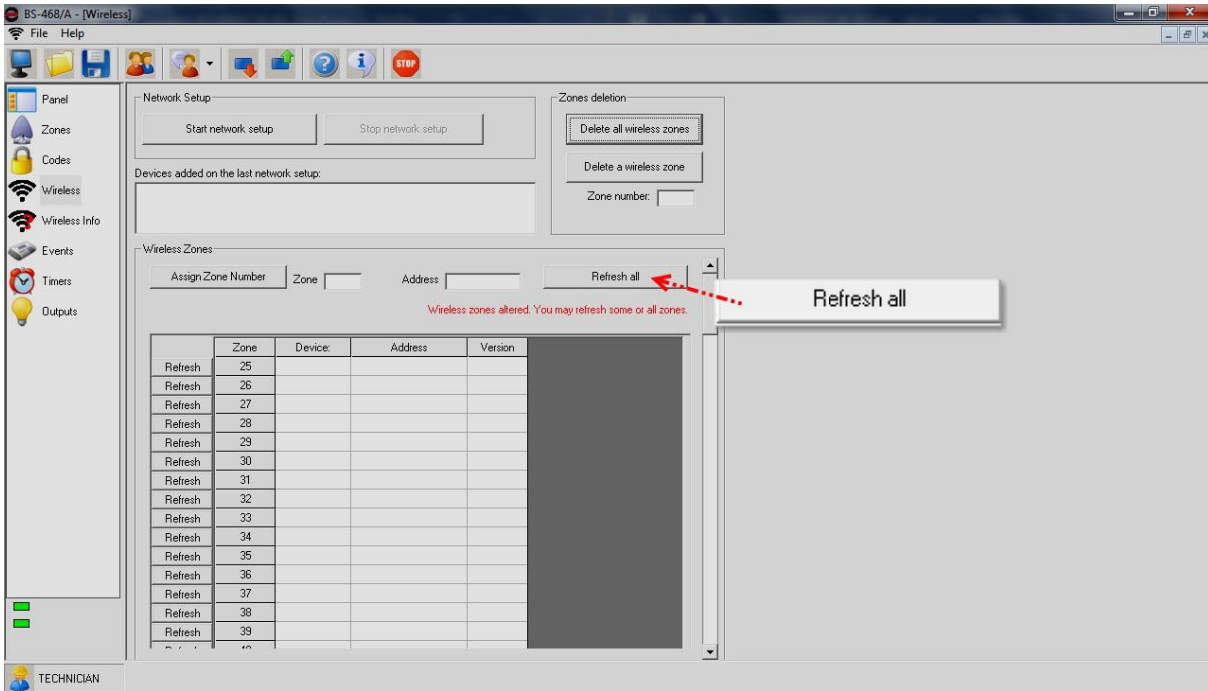 BS-468/A - [Wireless]
File Help
STOP
Panel
Zones
Codes
Wireless
Wireless Info
Events
Timers
Outputs
Network Setup
Start network setup Stop network setup
Devices added on the last network setup:
Zones deletion
Delete all wireless zones
Delete a wireless zone
Zone number:
Wireless Zones
Assign Zone Number Zone Address Refresh all
Wireless zones altered. You may refresh some or all zones.
Refresh all
Zone Device: Address Version
Refresh 25
Refresh 26
Refresh 27
Refresh 28
Refresh 29
Refresh 30
Refresh 31
Refresh 32
Refresh 33
Refresh 34
Refresh 35
Refresh 36
Refresh 37
Refresh 38
Refresh 39
TECHNICIAN